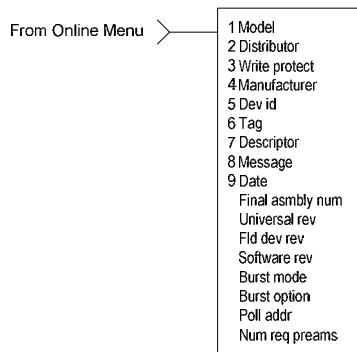 From Online Menu
1 Model
2 Distributor
3 Write protect
4 Manufacturer
5 Dev id
6 Tag
7 Descriptor
8 Message
9 Date
Final asmbly num
Universal rev
Fld dev rev
Software rev
Burst mode
Burst option
Poll addr
Num req preams